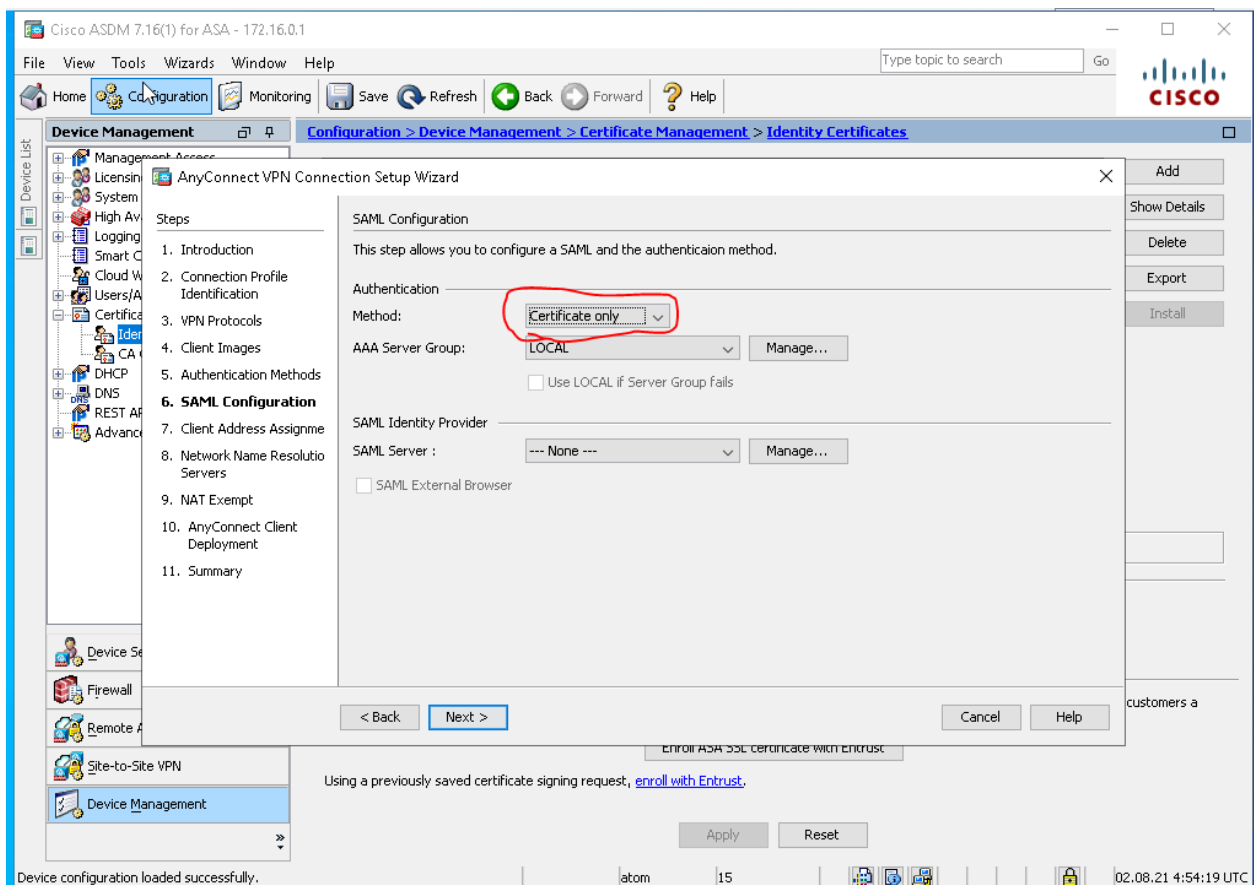 Cisco ASDM 7.16(1) for ASA - 172.16.0.1
File View Tools Wizards Window Help
Type topic to search
Go
Home
Configuration
Monitoring
Save
Refresh
Back
Forward
Help
CISCO
Device List
Device Management
Configuration > Device Management > Certificate Management > Identity Certificates
Management Access
Licensin
System
High Av
Logging
Smart C
Cloud W
Users/A
Certifica
Iden
CA
DHCP
DNS
REST AP
Advance
Add
Show Details
Delete
Export
Install
AnyConnect VPN Connection Setup Wizard
Steps
1. Introduction
2. Connection Profile
Identification
3. VPN Protocols
4. Client Images
5. Authentication Methods
6. SAML Configuration
7. Client Address Assignme
8. Network Name Resolutio
Servers
9. NAT Exempt
10. AnyConnect Client
Deployment
11. Summary
SAML Configuration
This step allows you to configure a SAML and the authenticaion method.
Authentication
Method:
Certificate only
AAA Server Group:
LOCAL
Manage...
Use LOCAL if Server Group fails
SAML Identity Provider
SAML Server :
--- None ---
Manage...
SAML External Browser
< Back
Next >
Cancel
Help
Device Se
Firewall
Remote A
Site-to-Site VPN
Device Management
customers a
Enroll ASA SSL certificate with Entrust
Using a previously saved certificate signing request, enroll with Entrust.
Apply
Reset
Device configuration loaded successfully.
atom
15
02.08.21 4:54:19 UTC